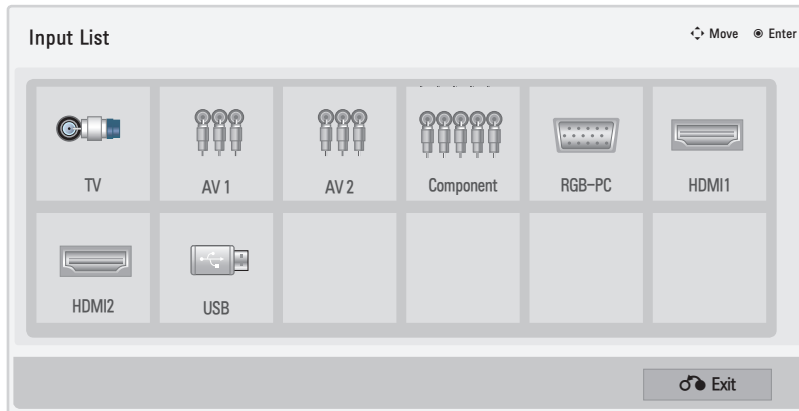 Input List
Move Enter
TV AV 1 AV 2 Component RGB-PC HDMI1
HDMI2 USB
Exit